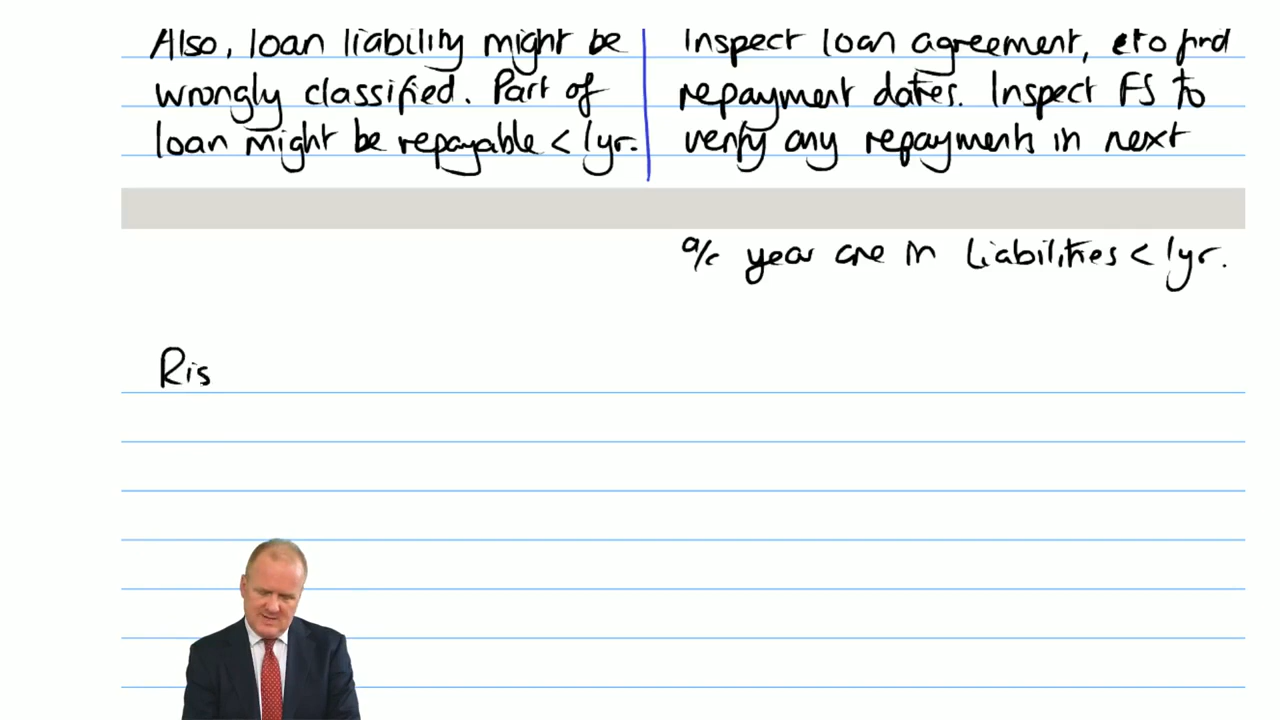 Also, loan liability might be
wrongly classified. Part of
loan might be repayable < 1yr.
Inspect loan agreement, to find
repayment dates. Inspect FS to
verify any repayments in next
a/c year are in liabilities < 1yr.
Ris